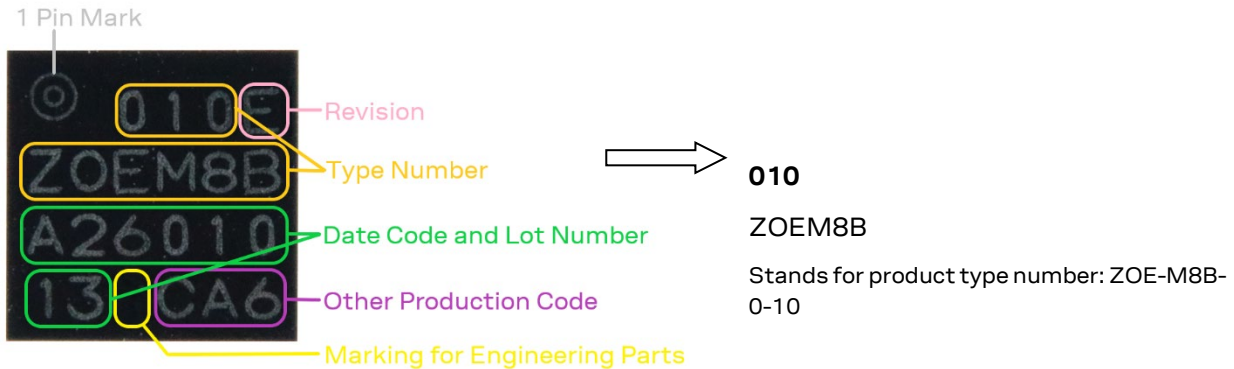 1 Pin Mark
010E
Revision
ZOEM8B
Type Number
A26010
Date Code and Lot Number
13 CA6
Other Production Code
Marking for Engineering Parts
010
ZOEM8B
Stands for product type number: ZOE-M8B-
0-10